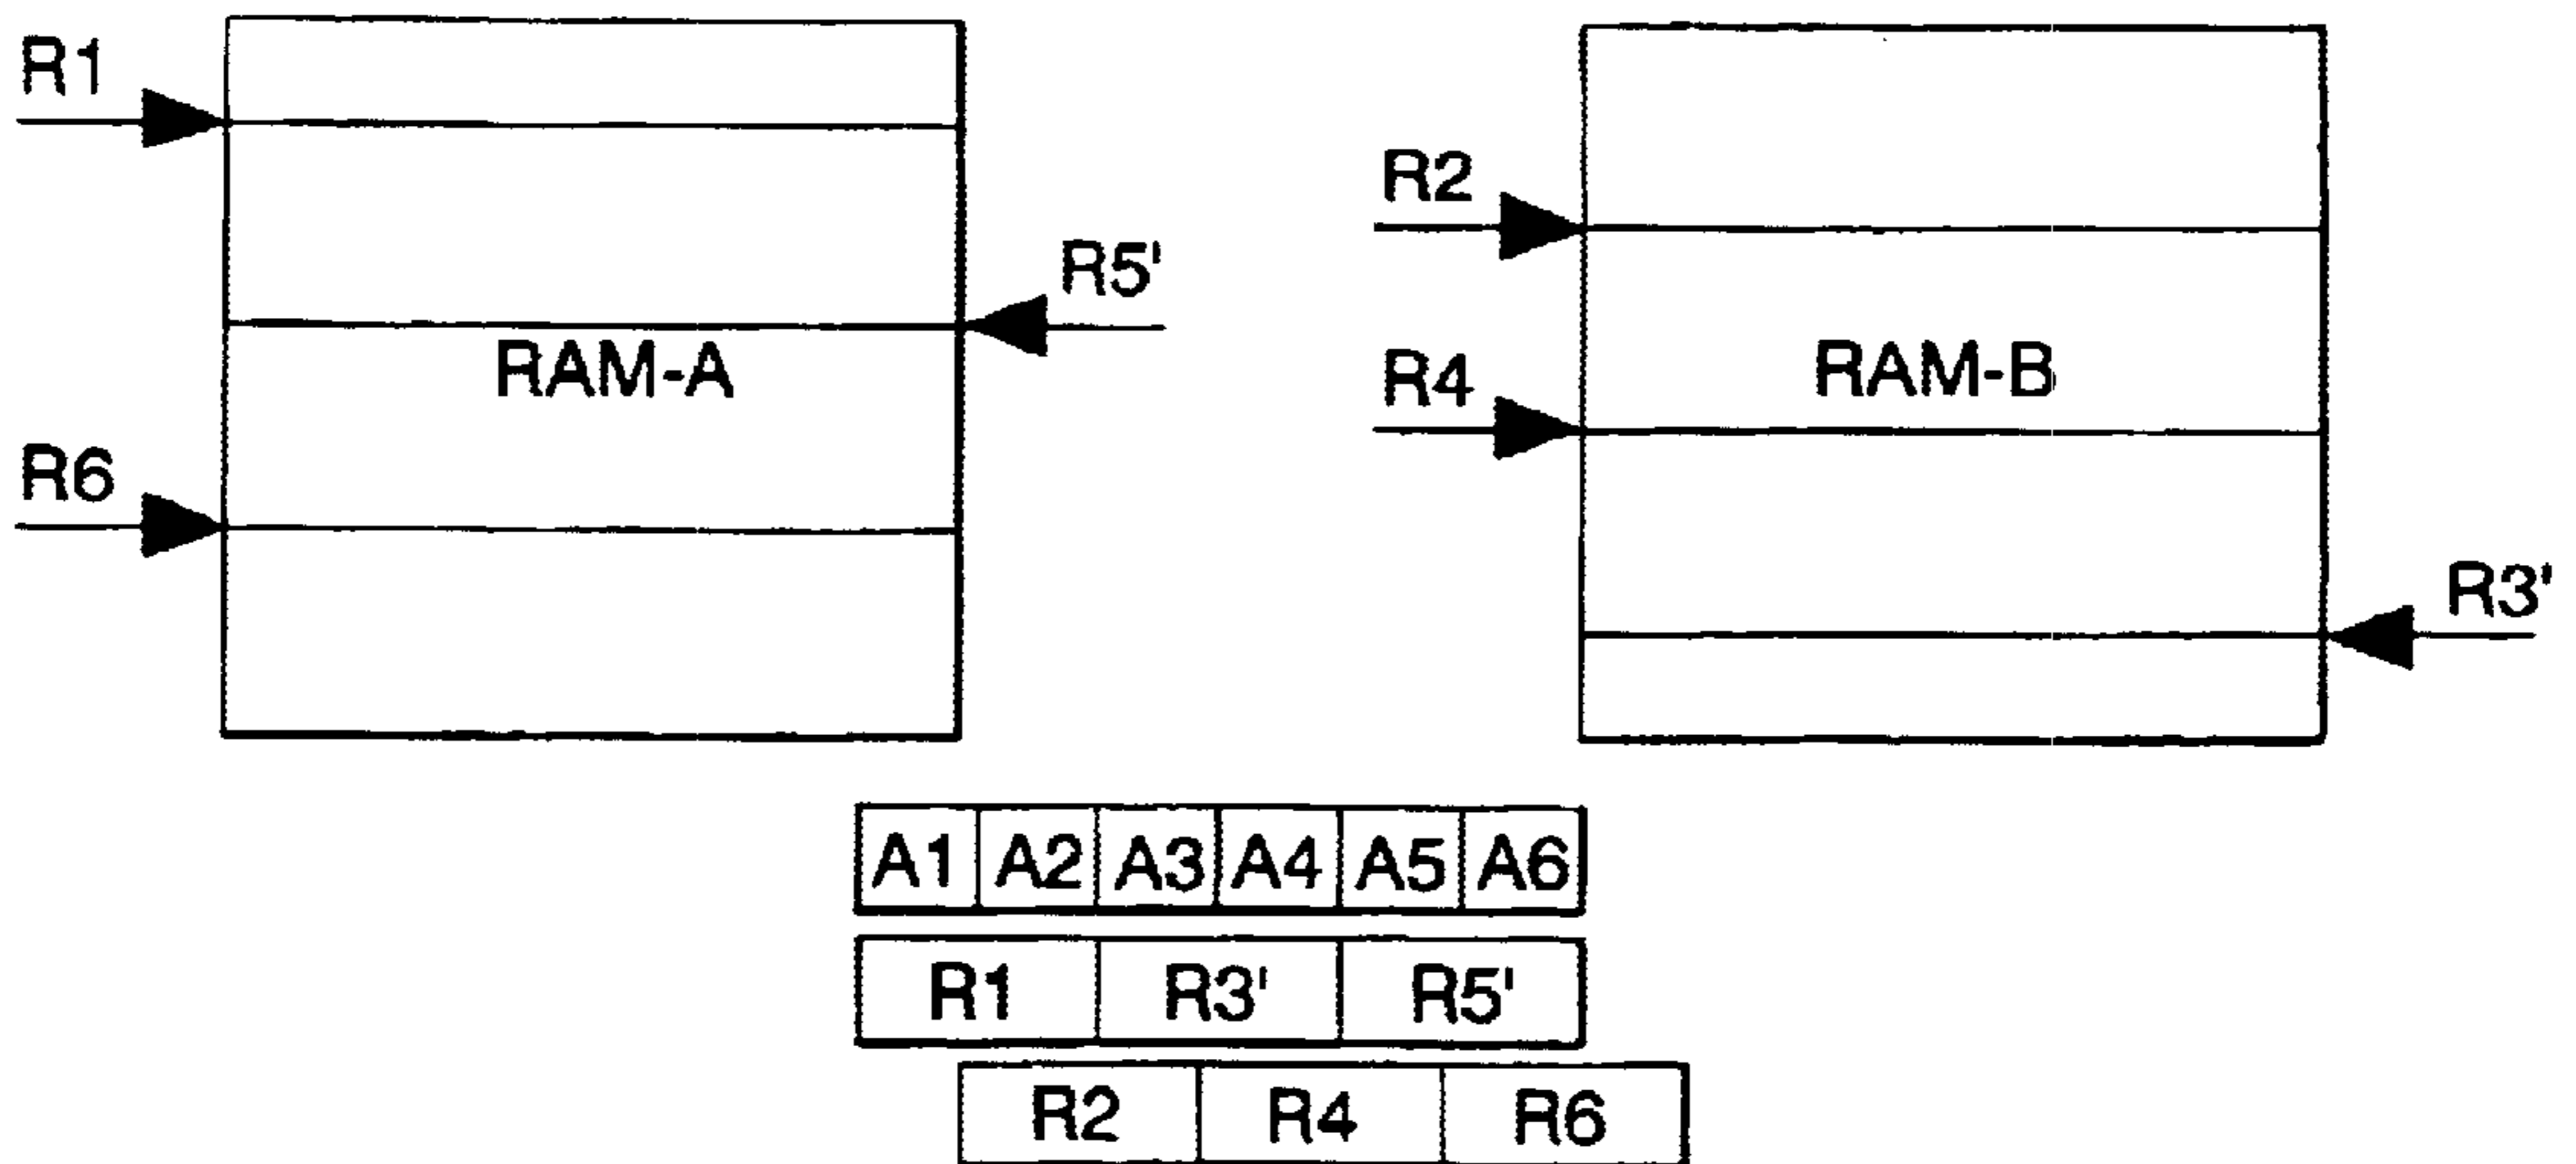 R1
R5'
RAM-A
R6
R2
R4
RAM-B
R3'
A1 A2 A3 A4 A5 A6
R1 R3' R5'
R2 R4 R6